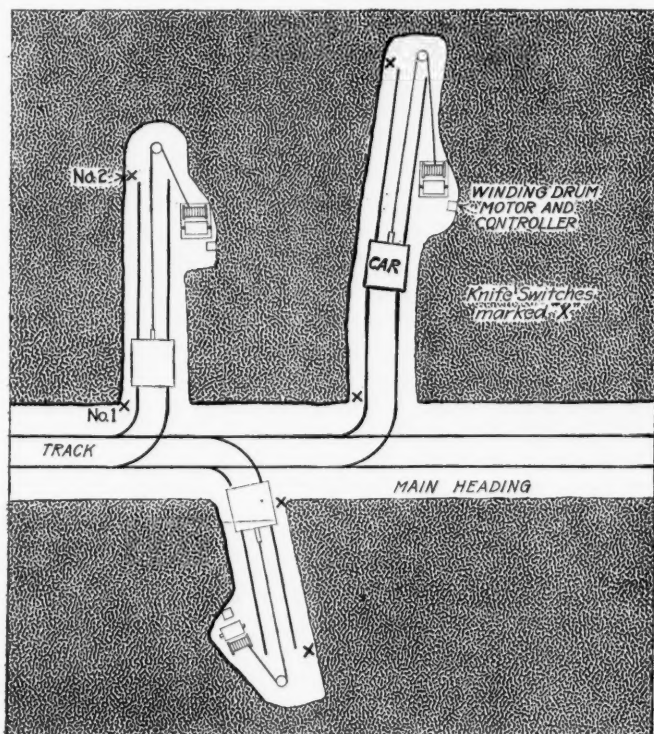 No.2
WINDING DRUM
MOTOR AND
CONTROLLER
CAR
Knife Switches
marked "X"
No.1
TRACK
MAIN HEADING
X
X
X
X
X
X